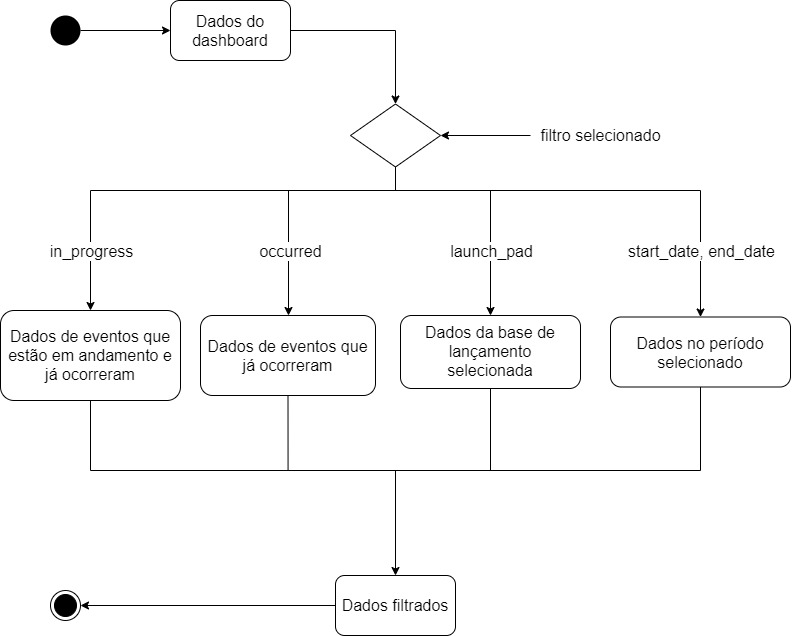 Dados do
dashboard
filtro selecionado
in_progress
occurred
launch_pad
start_date, end_date
Dados de eventos que
estão em andamento e
já ocorreram
Dados de eventos que
já ocorreram
Dados da base de
lançamento
selecionada
Dados no período
selecionado
Dados filtrados